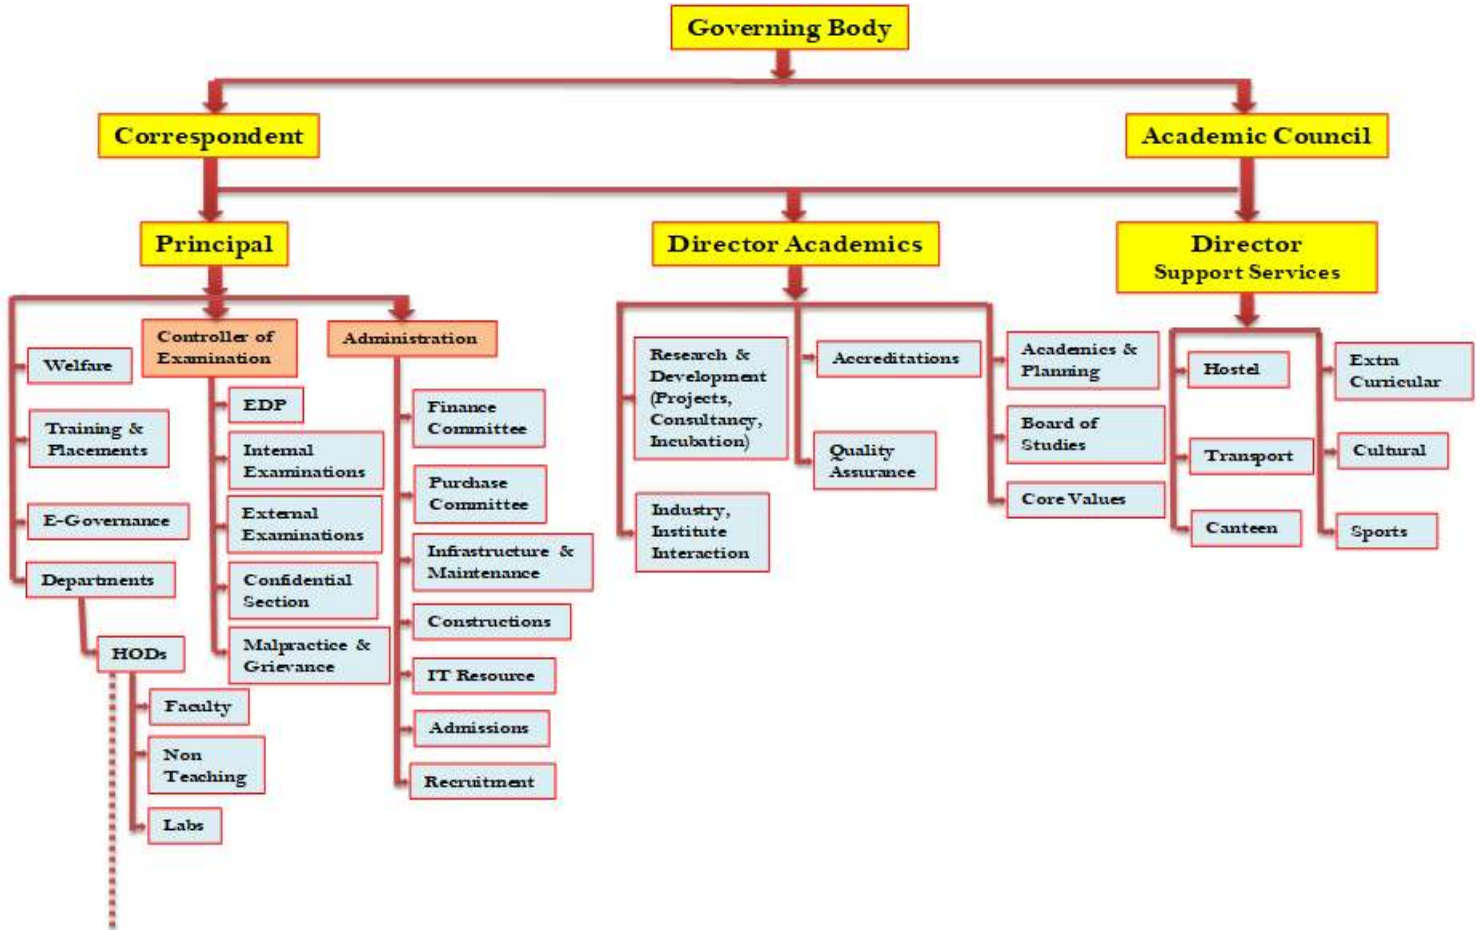 Governing Body
Correspondent
Academic Council
Principal
Director Academics
Director
Support Services
Welfare
Training &
Placements
E-Governance
Departments
HODs
Faculty
Non
Teaching
Labs
Controller of
Examination
EDP
Internal
Examinations
External
Examinations
Confidential
Section
Malpractice &
Grievance
Administration
Finance
Committee
Purchase
Committee
Infrastructure &
Maintenance
Constructions
IT Resource
Admissions
Recruitment
Research &
Development
(Projects,
Consultancy,
Incubation)
Industry,
Institute
Interaction
Accreditations
Quality
Assurance
Academics &
Planning
Board of
Studies
Core Values
Hostel
Transport
Canteen
Extra
Curricular
Cultural
Sports